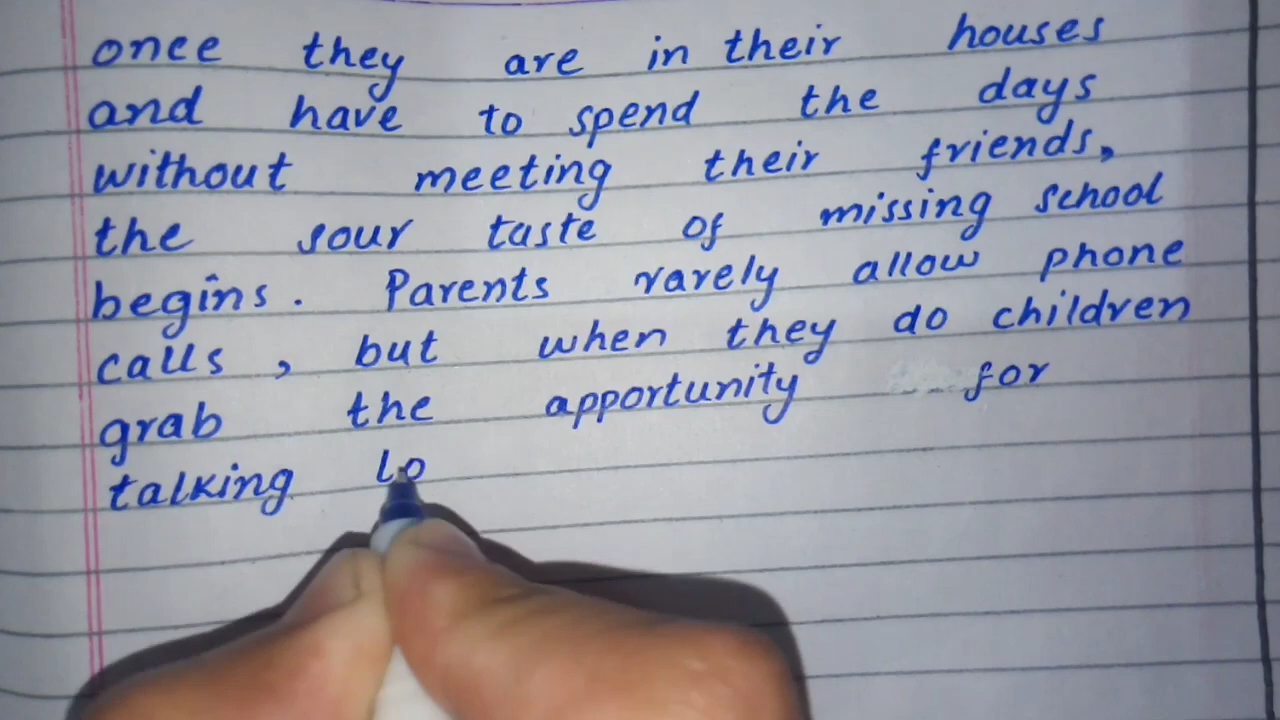 once they are in their houses
and have to spend the days
without meeting their friends,
the sour taste of missing school
begins. Parents rarely allow phone
calls, but when they do children
grab the apportunity for
talking lo